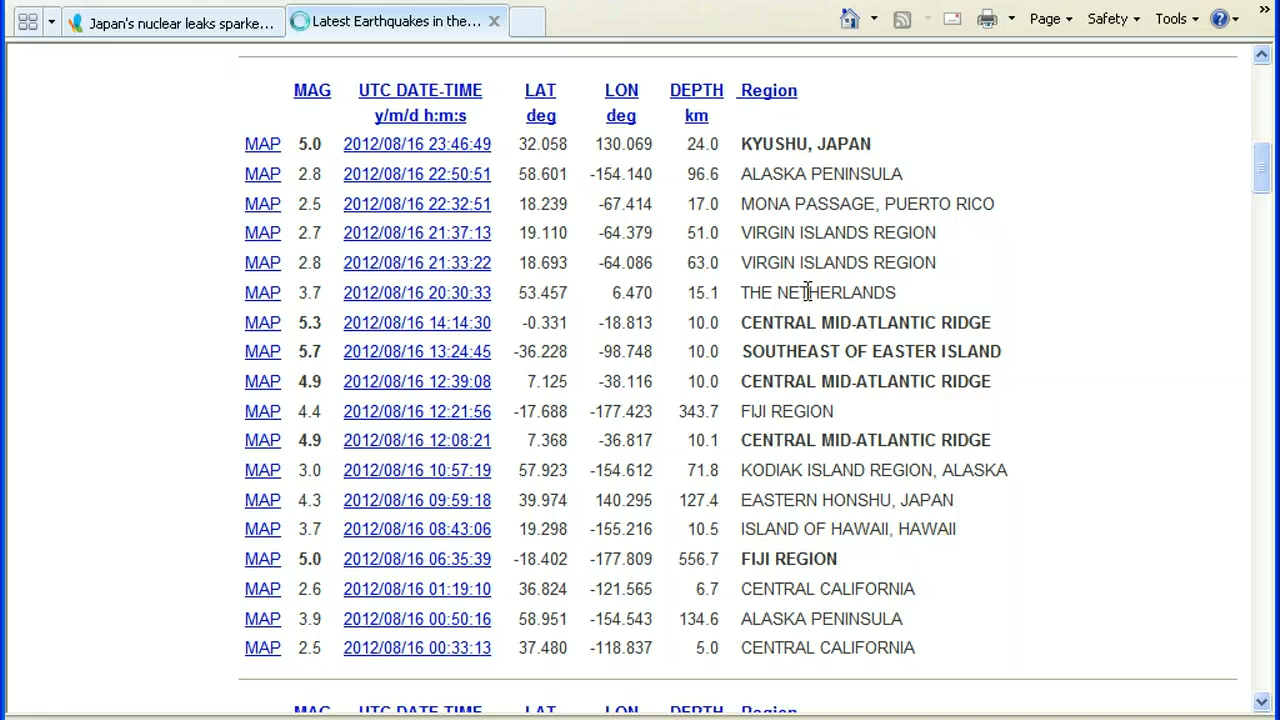 Japan's nuclear leaks sparke...
Latest Earthquakes in the...
Page Safety Tools
MAG UTC DATE-TIME LAT LON DEPTH Region
y/m/d h:m:s deg deg km
MAP 5.0 2012/08/16 23:46:49 32.058 130.069 24.0 KYUSHU, JAPAN
MAP 2.8 2012/08/16 22:50:51 58.601 -154.140 96.6 ALASKA PENINSULA
MAP 2.5 2012/08/16 22:32:51 18.239 -67.414 17.0 MONA PASSAGE, PUERTO RICO
MAP 2.7 2012/08/16 21:37:13 19.110 -64.379 51.0 VIRGIN ISLANDS REGION
MAP 2.8 2012/08/16 21:33:22 18.693 -64.086 63.0 VIRGIN ISLANDS REGION
MAP 3.7 2012/08/16 20:30:33 53.457 6.470 15.1 THE NETHERLANDS
MAP 5.3 2012/08/16 14:14:30 -0.331 -18.813 10.0 CENTRAL MID-ATLANTIC RIDGE
MAP 5.7 2012/08/16 13:24:45 -36.228 -98.748 10.0 SOUTHEAST OF EASTER ISLAND
MAP 4.9 2012/08/16 12:39:08 7.125 -38.116 10.0 CENTRAL MID-ATLANTIC RIDGE
MAP 4.4 2012/08/16 12:21:56 -17.688 -177.423 343.7 FIJI REGION
MAP 4.9 2012/08/16 12:08:21 7.368 -36.817 10.1 CENTRAL MID-ATLANTIC RIDGE
MAP 3.0 2012/08/16 10:57:19 57.923 -154.612 71.8 KODIAK ISLAND REGION, ALASKA
MAP 4.3 2012/08/16 09:59:18 39.974 140.295 127.4 EASTERN HONSHU, JAPAN
MAP 3.7 2012/08/16 08:43:06 19.298 -155.216 10.5 ISLAND OF HAWAII, HAWAII
MAP 5.0 2012/08/16 06:35:39 -18.402 -177.809 556.7 FIJI REGION
MAP 2.6 2012/08/16 01:19:10 36.824 -121.565 6.7 CENTRAL CALIFORNIA
MAP 3.9 2012/08/16 00:50:16 58.951 -154.543 134.6 ALASKA PENINSULA
MAP 2.5 2012/08/16 00:33:13 37.480 -118.837 5.0 CENTRAL CALIFORNIA
MAG UTC DATE-TIME LAT LON DEPTH Region